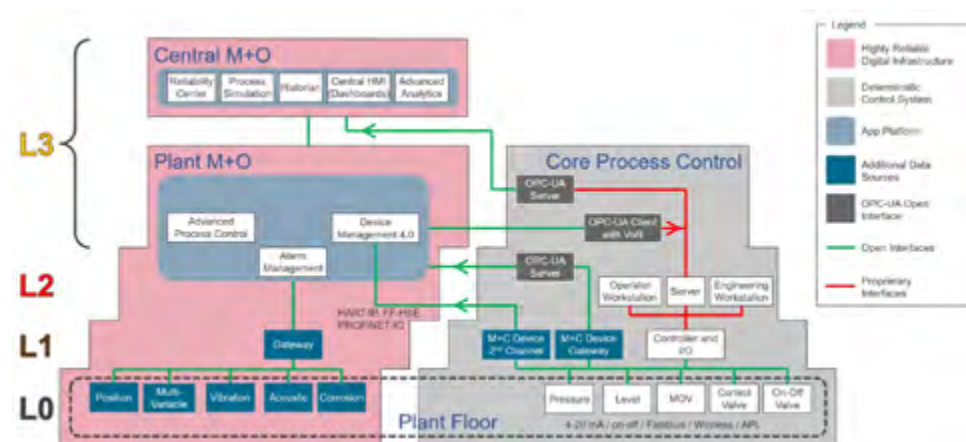 Central M+O
Reliability
Center
Process
Simulation
Historian
Central HMI
(Dashboards)
Advanced
Analytics
L3
Plant M+O
Advanced
Process Control
Device
Management 4.0
Alarm
Management
Core Process Control
OPC-UA
Server
OPC-UA Client
with VoR
L2
OPC-UA
Server
Operator
Workstation
Server
Engineering
Workstation
HART-IP, FF-HSE
PROFINET-IO
L1
Gateway
M+C Device
2nd Channel
M+C Device
Gateway
Controller and
I/O
L0
Position
Multi-
Variable
Vibration
Acoustic
Corrosion
Pressure
Level
MOV
Control
Valve
On-Off
Valve
Plant Floor
4-20 mA / on-off / Fieldbus / Wireless / APL
Legend
Highly Reliable
Digital Infrastructure
Deterministic
Control System
App Platform
Additional Data
Sources
OPC-UA Open
Interface
Open Interfaces
Proprietary
Interfaces